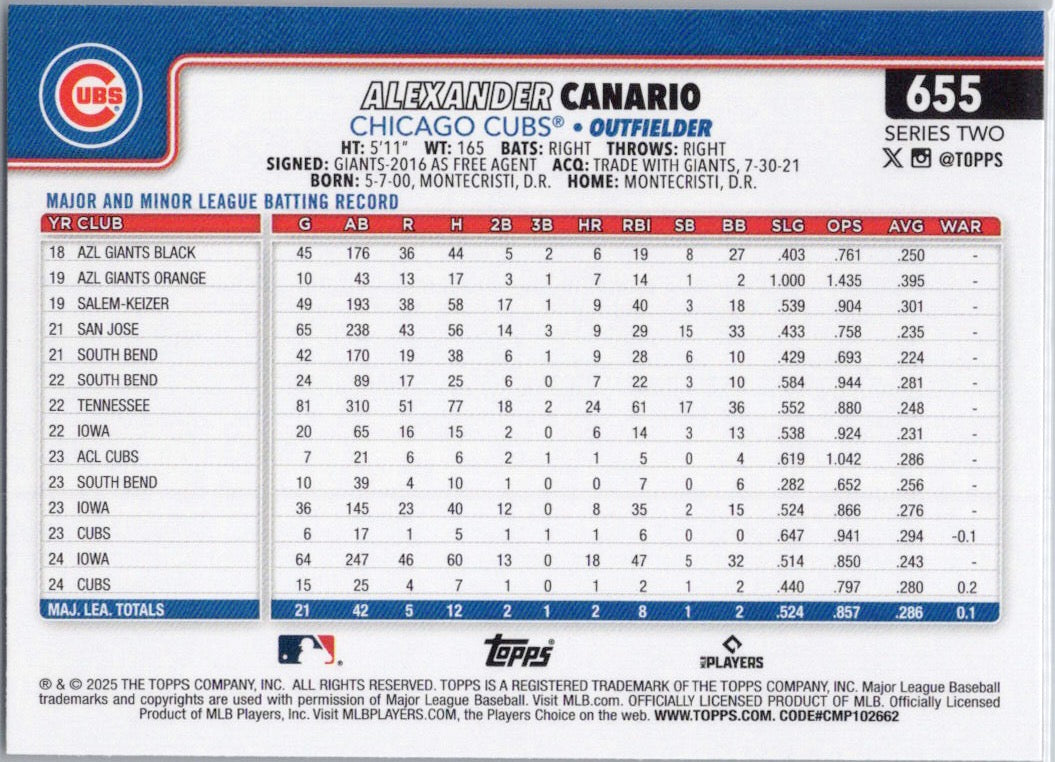 CUBS®
655
SERIES TWO
@TOPPS
ALEXANDER CANARIO
CHICAGO CUBS® • OUTFIELDER
HT: 5'11" WT: 165 BATS: RIGHT THROWS: RIGHT
SIGNED: GIANTS-2016 AS FREE AGENT ACQ: TRADE WITH GIANTS, 7-30-21
BORN: 5-7-00, MONTECRISTI, D.R. HOME: MONTECRISTI, D.R.
MAJOR AND MINOR LEAGUE BATTING RECORD
YR CLUB G AB R H 2B 3B HR RBI SB BB SLG OPS AVG WAR
18 AZL GIANTS BLACK 45 176 36 44 5 2 6 19 8 27 .403 .761 .250 -
19 AZL GIANTS ORANGE 10 43 13 17 3 1 7 14 1 2 1.000 1.435 .395 -
19 SALEM-KEIZER 49 193 38 58 17 1 9 40 3 18 .539 .904 .301 -
21 SAN JOSE 65 238 43 56 14 3 9 29 15 33 .433 .758 .235 -
21 SOUTH BEND 42 170 19 38 6 1 9 28 6 10 .429 .693 .224 -
22 SOUTH BEND 24 89 17 25 6 0 7 22 3 10 .584 .944 .281 -
22 TENNESSEE 81 310 51 77 18 2 24 61 17 36 .552 .880 .248 -
22 IOWA 20 65 16 15 2 0 6 14 3 13 .538 .924 .231 -
23 ACL CUBS 7 21 6 6 2 1 1 5 0 4 .619 1.042 .286 -
23 SOUTH BEND 10 39 4 10 1 0 0 7 0 6 .282 .652 .256 -
23 IOWA 36 145 23 40 12 0 8 35 2 15 .524 .866 .276 -
23 CUBS 6 17 1 5 1 1 1 6 0 0 .647 .941 .294 -0.1
24 IOWA 64 247 46 60 13 0 18 47 5 32 .514 .850 .243 -
24 CUBS 15 25 4 7 1 0 1 2 1 2 .440 .797 .280 0.2
MAJ. LEA. TOTALS 21 42 5 12 2 1 2 8 1 2 .524 .857 .286 0.1
Topps® MLB PLAYERS
® & © 2025 THE TOPPS COMPANY, INC. ALL RIGHTS RESERVED. TOPPS IS A REGISTERED TRADEMARK OF THE TOPPS COMPANY, INC. Major League Baseball
trademarks and copyrights are used with permission of Major League Baseball. Visit MLB.com. OFFICIALLY LICENSED PRODUCT OF MLB. Officially Licensed
Product of MLB Players, Inc. Visit MLBPLAYERS.COM, the Players Choice on the web. WWW.TOPPS.COM. CODE#CMP102662